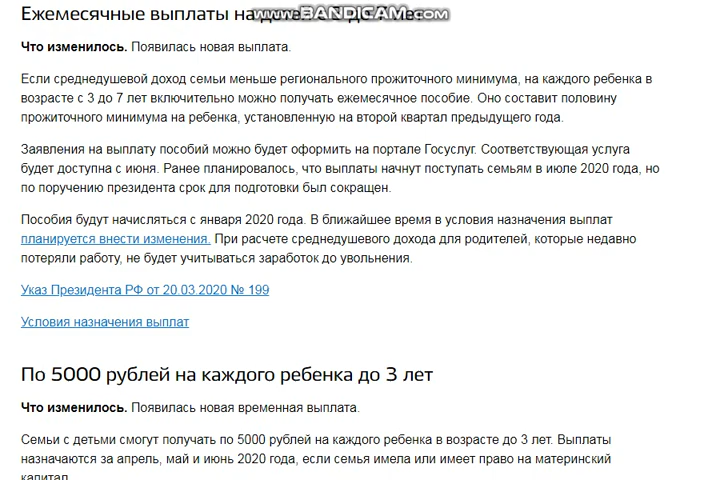 Ежемесячные выплаты на
www.BANDICAM.com
Что изменилось. Появилась новая выплата.
Если среднедушевой доход семьи меньше регионального прожиточного минимума, на каждого ребенка в
возрасте с 3 до 7 лет включительно можно получать ежемесячное пособие. Оно составит половину
прожиточного минимума на ребенка, установленную на второй квартал предыдущего года.
Заявления на выплату пособий можно будет оформить на портале Госуслуг. Соответствующая услуга
будет доступна с июня. Ранее планировалось, что выплаты начнут поступать семьям в июле 2020 года, но
по поручению президента срок для подготовки был сокращен.
Пособия будут начисляться с января 2020 года. В ближайшее время в условия назначения выплат
планируется внести изменения. При расчете среднедушевого дохода для родителей, которые недавно
потеряли работу, не будет учитываться заработок до увольнения.
Указ Президента РФ от 20.03.2020 № 199
Условия назначения выплат
По 5000 рублей на каждого ребенка до 3 лет
Что изменилось. Появилась новая временная выплата.
Семьи с детьми смогут получать по 5000 рублей на каждого ребенка в возрасте до 3 лет. Выплаты
назначаются за апрель, май и июнь 2020 года, если семья имела или имеет право на материнский
капитал